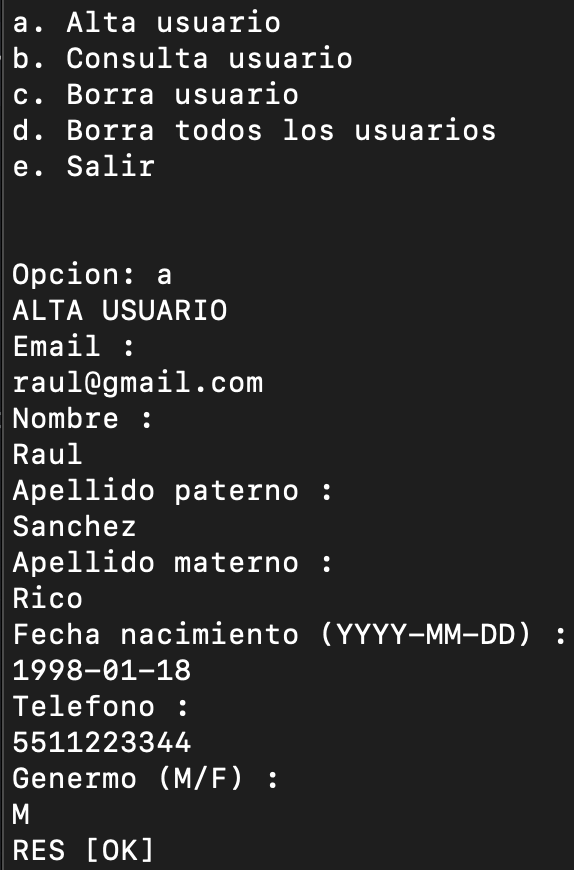 a. Alta usuario
b. Consulta usuario
c. Borra usuario
d. Borra todos los usuarios
e. Salir
Opcion: a
ALTA USUARIO
Email :
raul@gmail.com
Nombre :
Raul
Apellido paterno :
Sanchez
Apellido materno :
Rico
Fecha nacimiento (YYYY-MM-DD) :
1998-01-18
Telefono :
5511223344
Genermo (M/F) :
M
RES [OK]